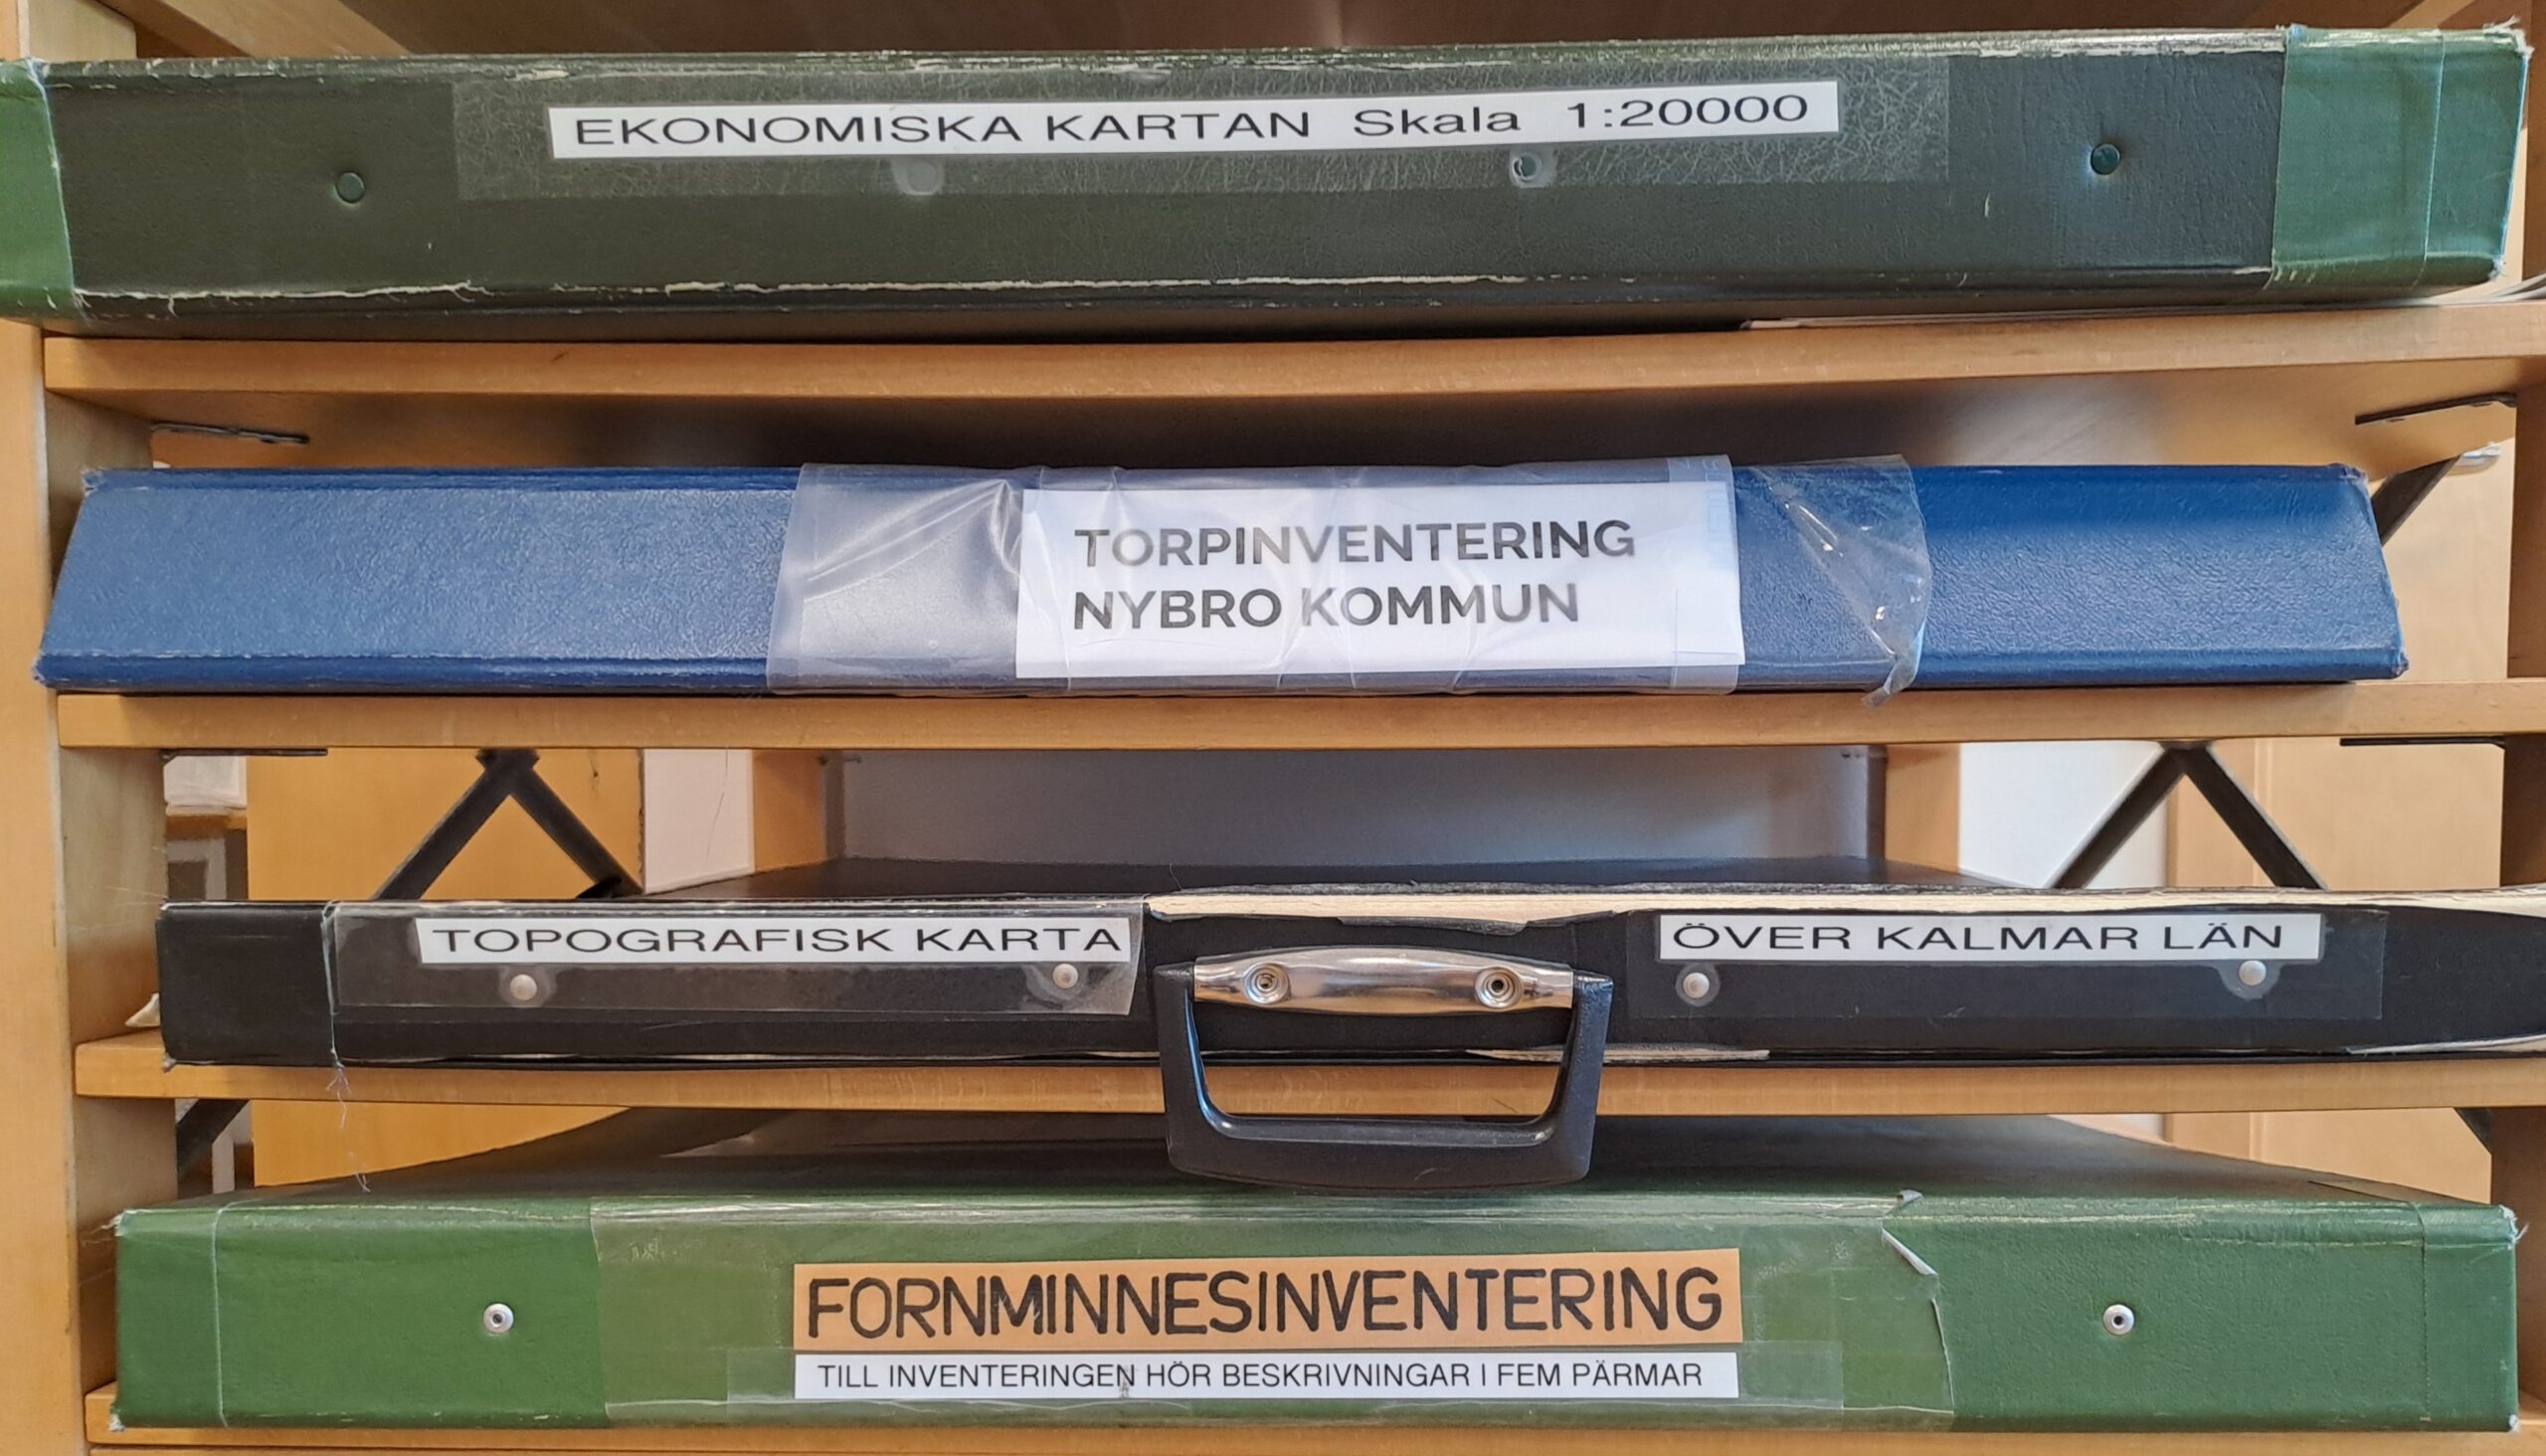 EKONOMISKA KARTAN Skala 1:20000
TORPINVENTERING
NYBRO KOMMUN
TOPOGRAFISK KARTA
ÖVER KALMAR LÄN
FORNMINNESINVENTERING
TILL INVENTERINGEN HÖR BESKRIVNINGAR I FEM PÄRMAR